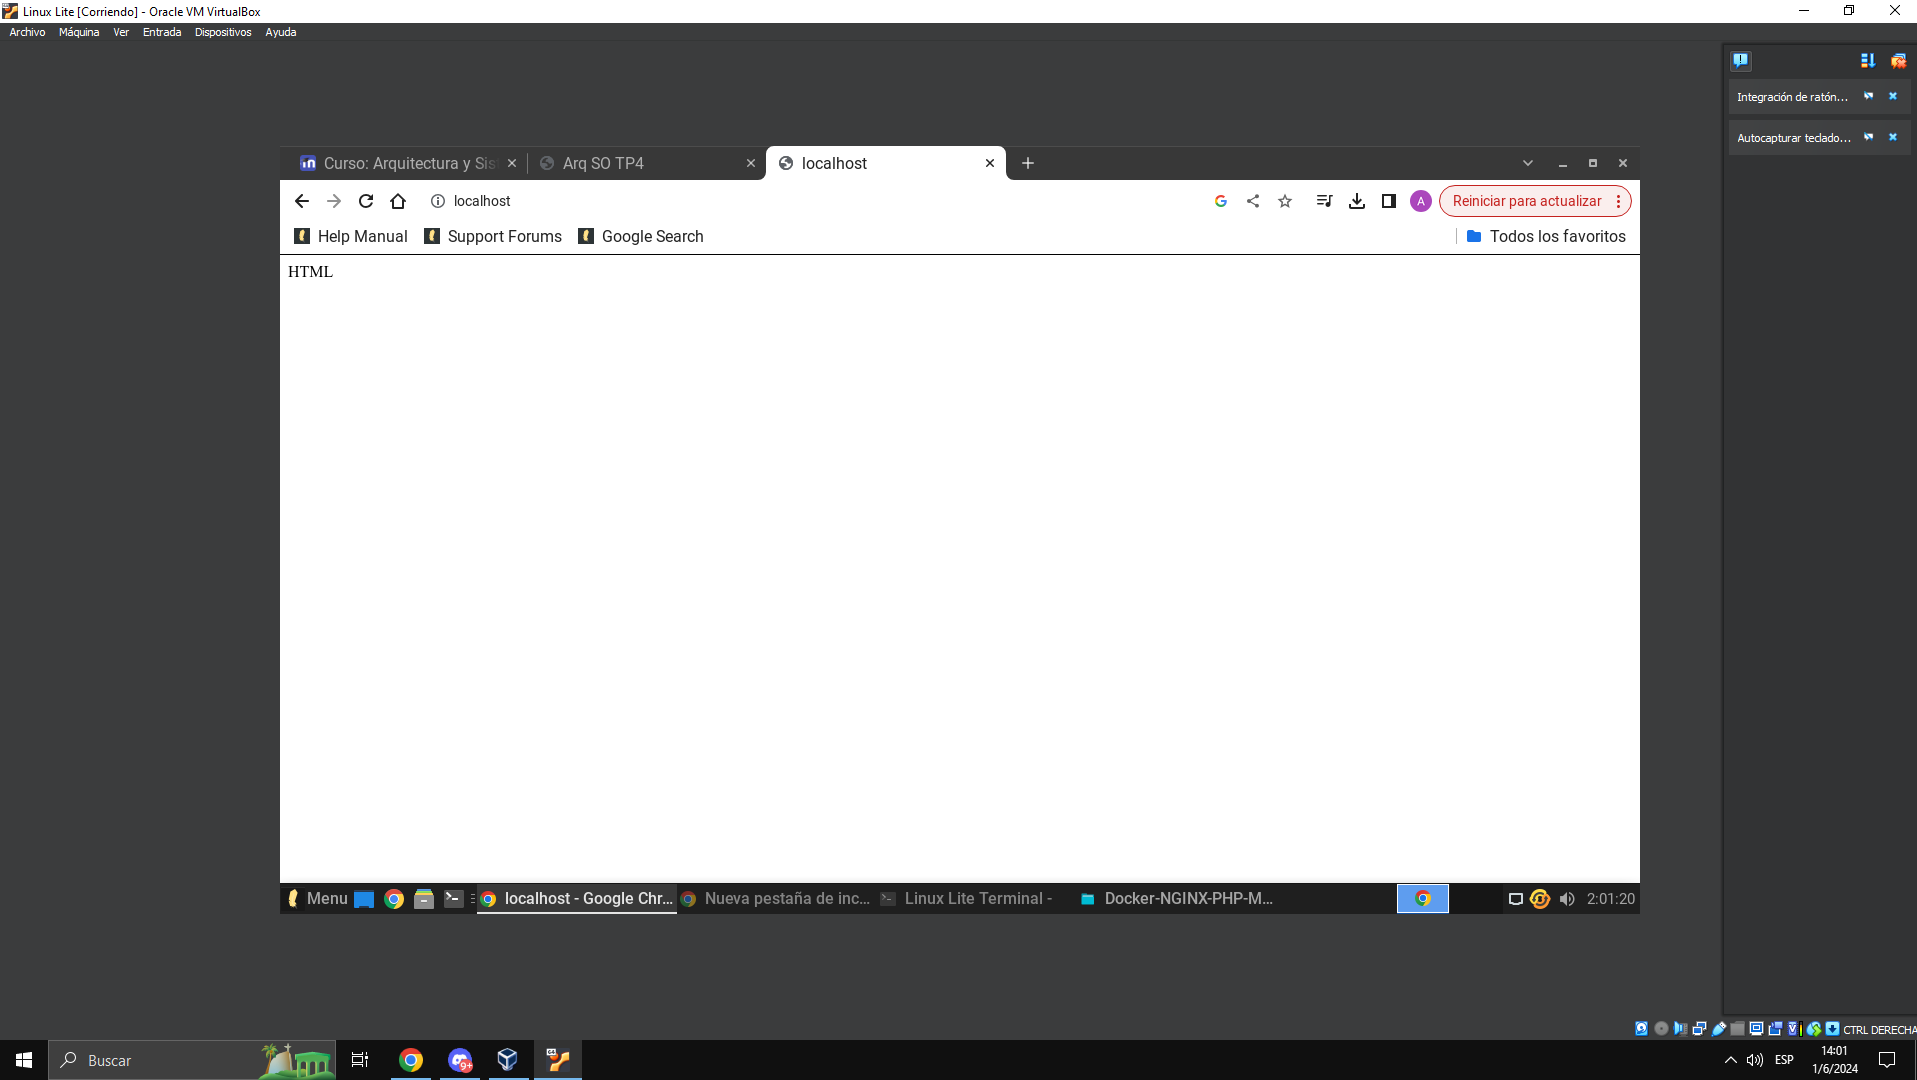 Linux Lite [Corriendo] - Oracle VM VirtualBox
Archivo Máquina Ver Entrada Dispositivos Ayuda
Integración de ratón...
Autocapturar teclado...
Curso: Arquitectura y Sis
Arq SO TP4
localhost
localhost
A
Reiniciar para actualizar
Help Manual
Support Forums
Google Search
Todos los favoritos
HTML
Menu
localhost - Google Chr...
Nueva pestaña de inc...
Linux Lite Terminal -
Docker-NGINX-PHP-M...
2:01:20
CTRL DERECHA
Buscar
9+
64
ESP
14:01
1/6/2024